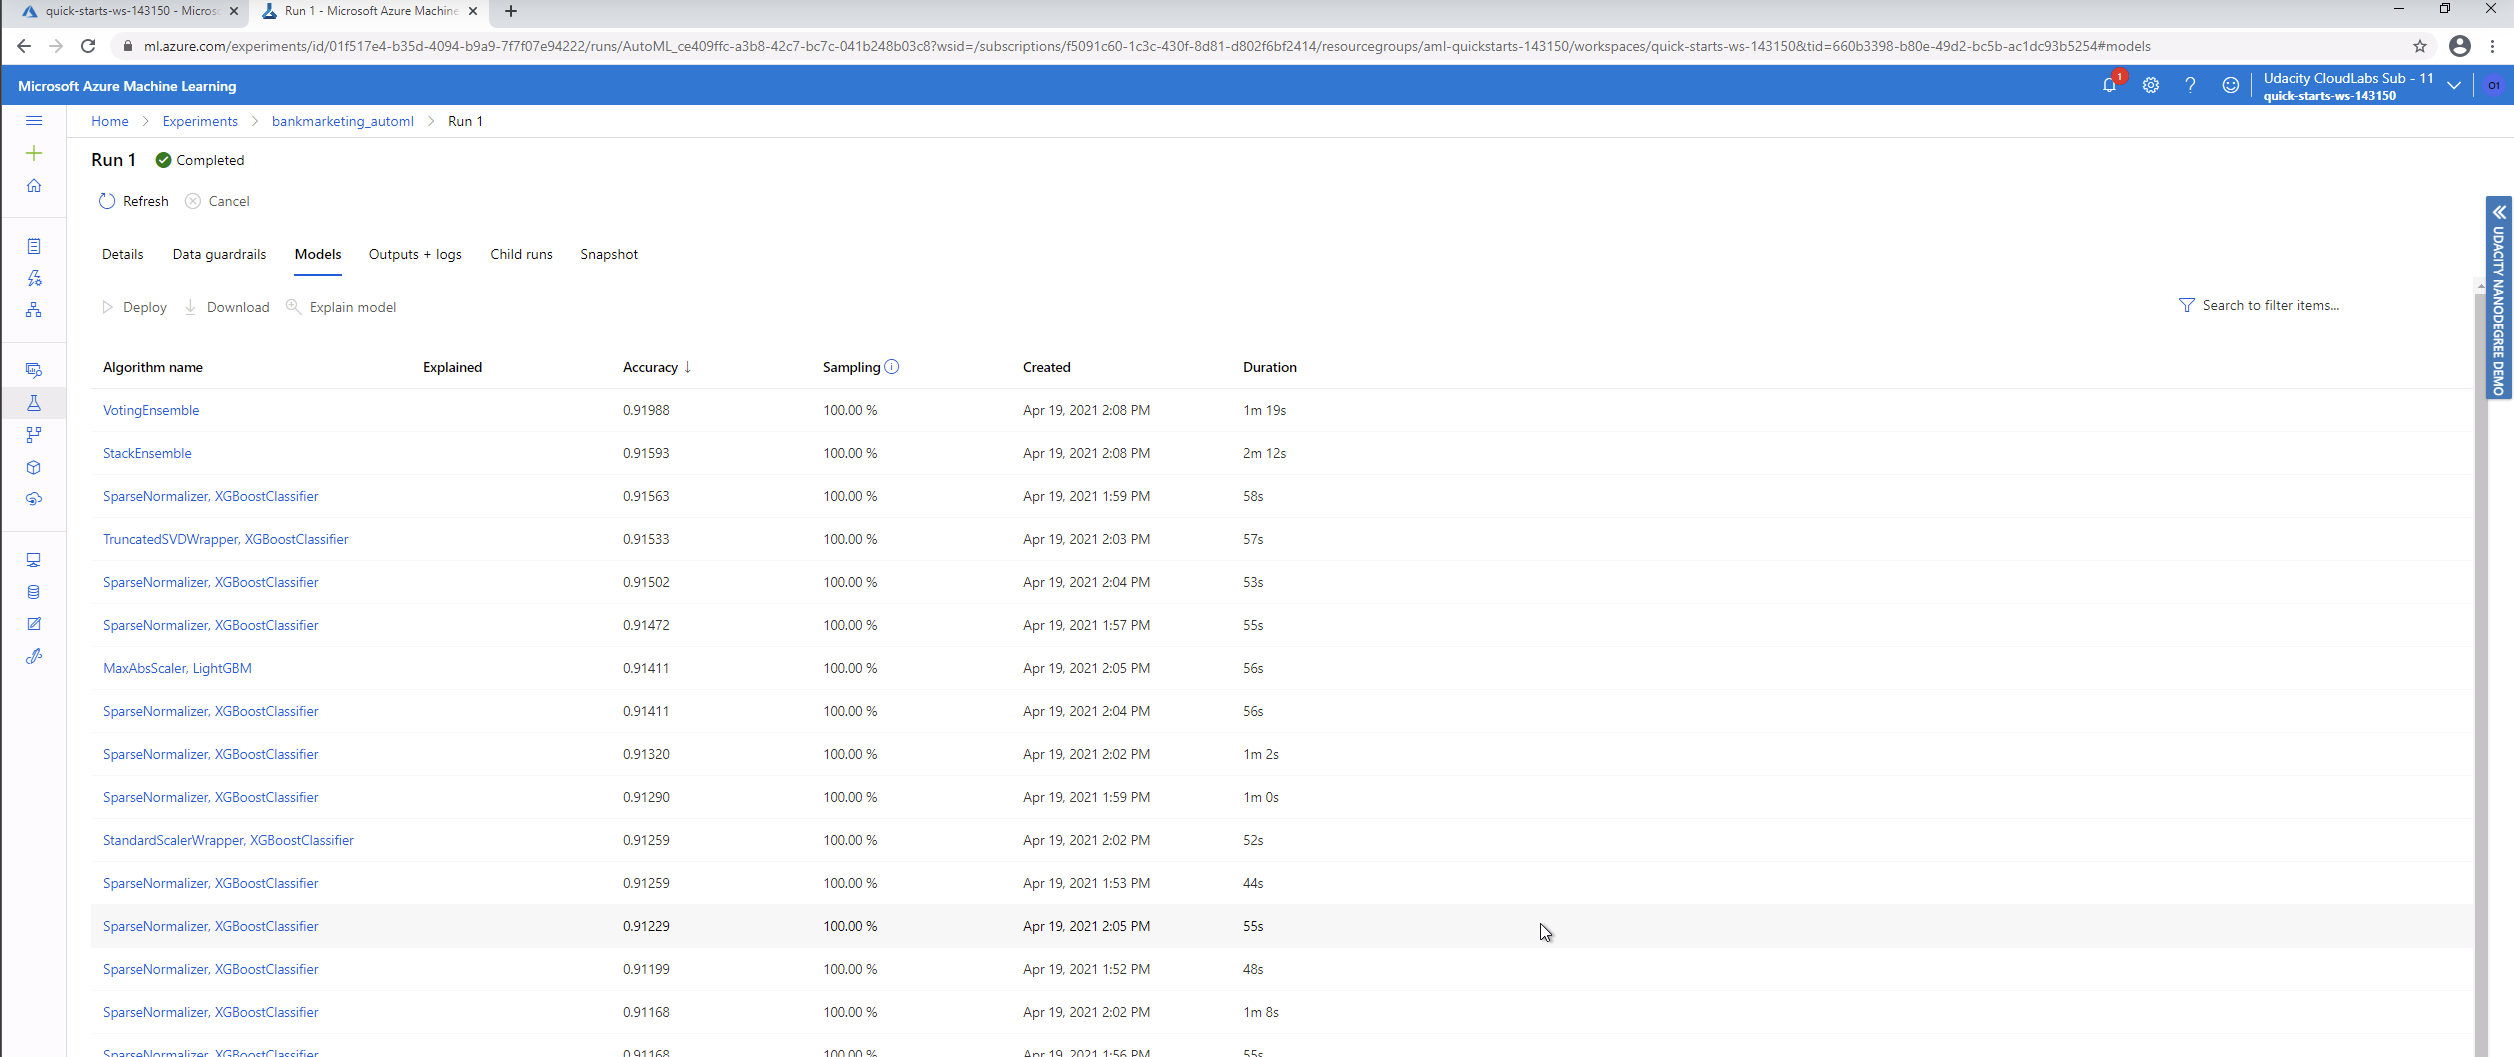 quick-starts-ws-143150 - Micros
Run 1 - Microsoft Azure Machine
ml.azure.com/experiments/id/01f517e4-b35d-4094-b9a9-7f7f07e94222/runs/AutoML_ce409ffc-a3b8-42c7-bc7c-041b248b03c8?wsid=/subscriptions/f5091c60-1c3c-430f-8d81-d802f6bf2414/resourcegroups/aml-quickstarts-143150/workspaces/quick-starts-ws-143150&tid=660b3398-b80e-49d2-bc5b-ac1dc93b5254#models
Microsoft Azure Machine Learning
1
Udacity CloudLabs Sub - 11
quick-starts-ws-143150
O1
Home > Experiments > bankmarketing_automl > Run 1
Run 1 Completed
Refresh Cancel
Details Data guardrails Models Outputs + logs Child runs Snapshot
Deploy Download Explain model Search to filter items...
UDACITY NANODEGREE DEMO
Algorithm name Explained Accuracy ↓ Sampling Created Duration
VotingEnsemble 0.91988 100.00 % Apr 19, 2021 2:08 PM 1m 19s
StackEnsemble 0.91593 100.00 % Apr 19, 2021 2:08 PM 2m 12s
SparseNormalizer, XGBoostClassifier 0.91563 100.00 % Apr 19, 2021 1:59 PM 58s
TruncatedSVDWrapper, XGBoostClassifier 0.91533 100.00 % Apr 19, 2021 2:03 PM 57s
SparseNormalizer, XGBoostClassifier 0.91502 100.00 % Apr 19, 2021 2:04 PM 53s
SparseNormalizer, XGBoostClassifier 0.91472 100.00 % Apr 19, 2021 1:57 PM 55s
MaxAbsScaler, LightGBM 0.91411 100.00 % Apr 19, 2021 2:05 PM 56s
SparseNormalizer, XGBoostClassifier 0.91411 100.00 % Apr 19, 2021 2:04 PM 56s
SparseNormalizer, XGBoostClassifier 0.91320 100.00 % Apr 19, 2021 2:02 PM 1m 2s
SparseNormalizer, XGBoostClassifier 0.91290 100.00 % Apr 19, 2021 1:59 PM 1m 0s
StandardScalerWrapper, XGBoostClassifier 0.91259 100.00 % Apr 19, 2021 2:02 PM 52s
SparseNormalizer, XGBoostClassifier 0.91259 100.00 % Apr 19, 2021 1:53 PM 44s
SparseNormalizer, XGBoostClassifier 0.91229 100.00 % Apr 19, 2021 2:05 PM 55s
SparseNormalizer, XGBoostClassifier 0.91199 100.00 % Apr 19, 2021 1:52 PM 48s
SparseNormalizer, XGBoostClassifier 0.91168 100.00 % Apr 19, 2021 2:02 PM 1m 8s
SparseNormalizer, XGBoostClassifier 0.91168 100.00 % Apr 19, 2021 1:56 PM 55s